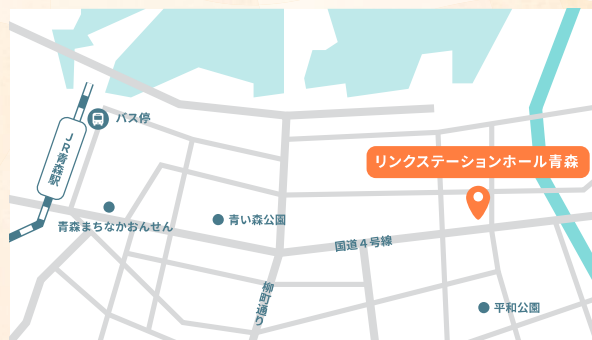 バス停
JR青森駅
リンクステーションホール青森
青い森公園
青森まちなかおんせん
国道4号線
柳町通り
平和公園